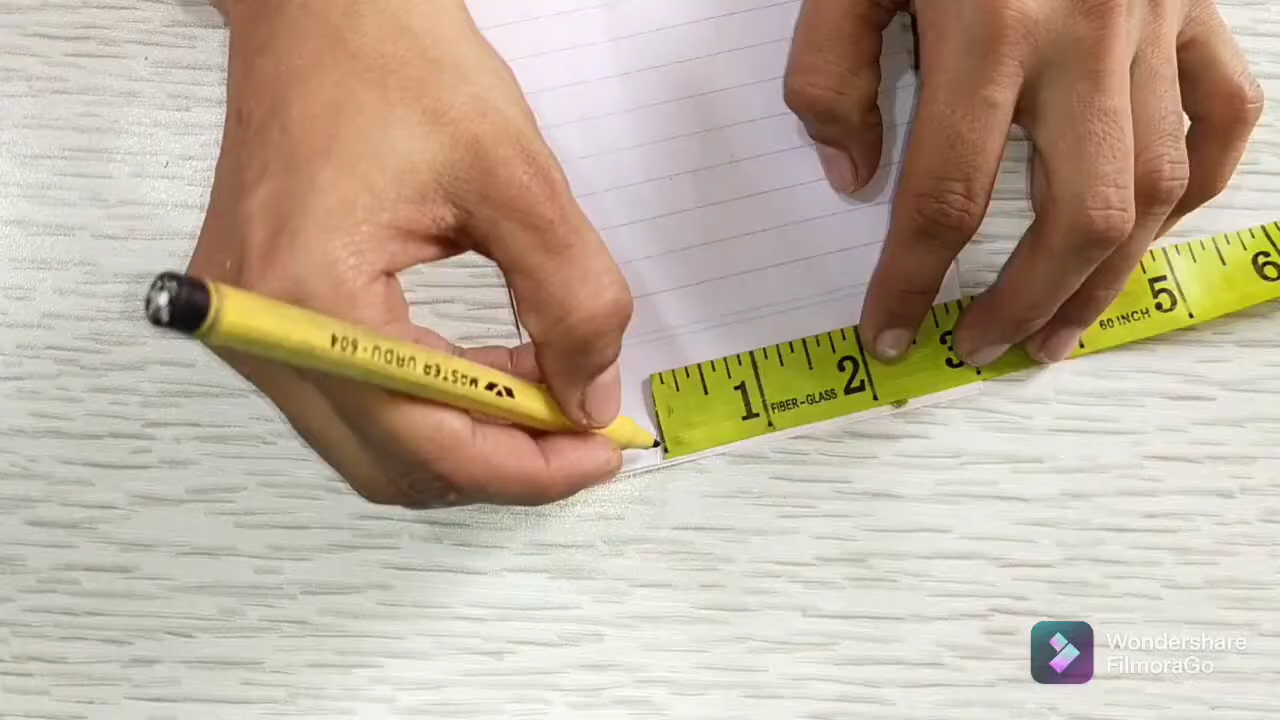 MASTER URDU - 604
1
FIBER-GLASS
2
3
60 INCH
5
6
Wondershare
FilmoraGo